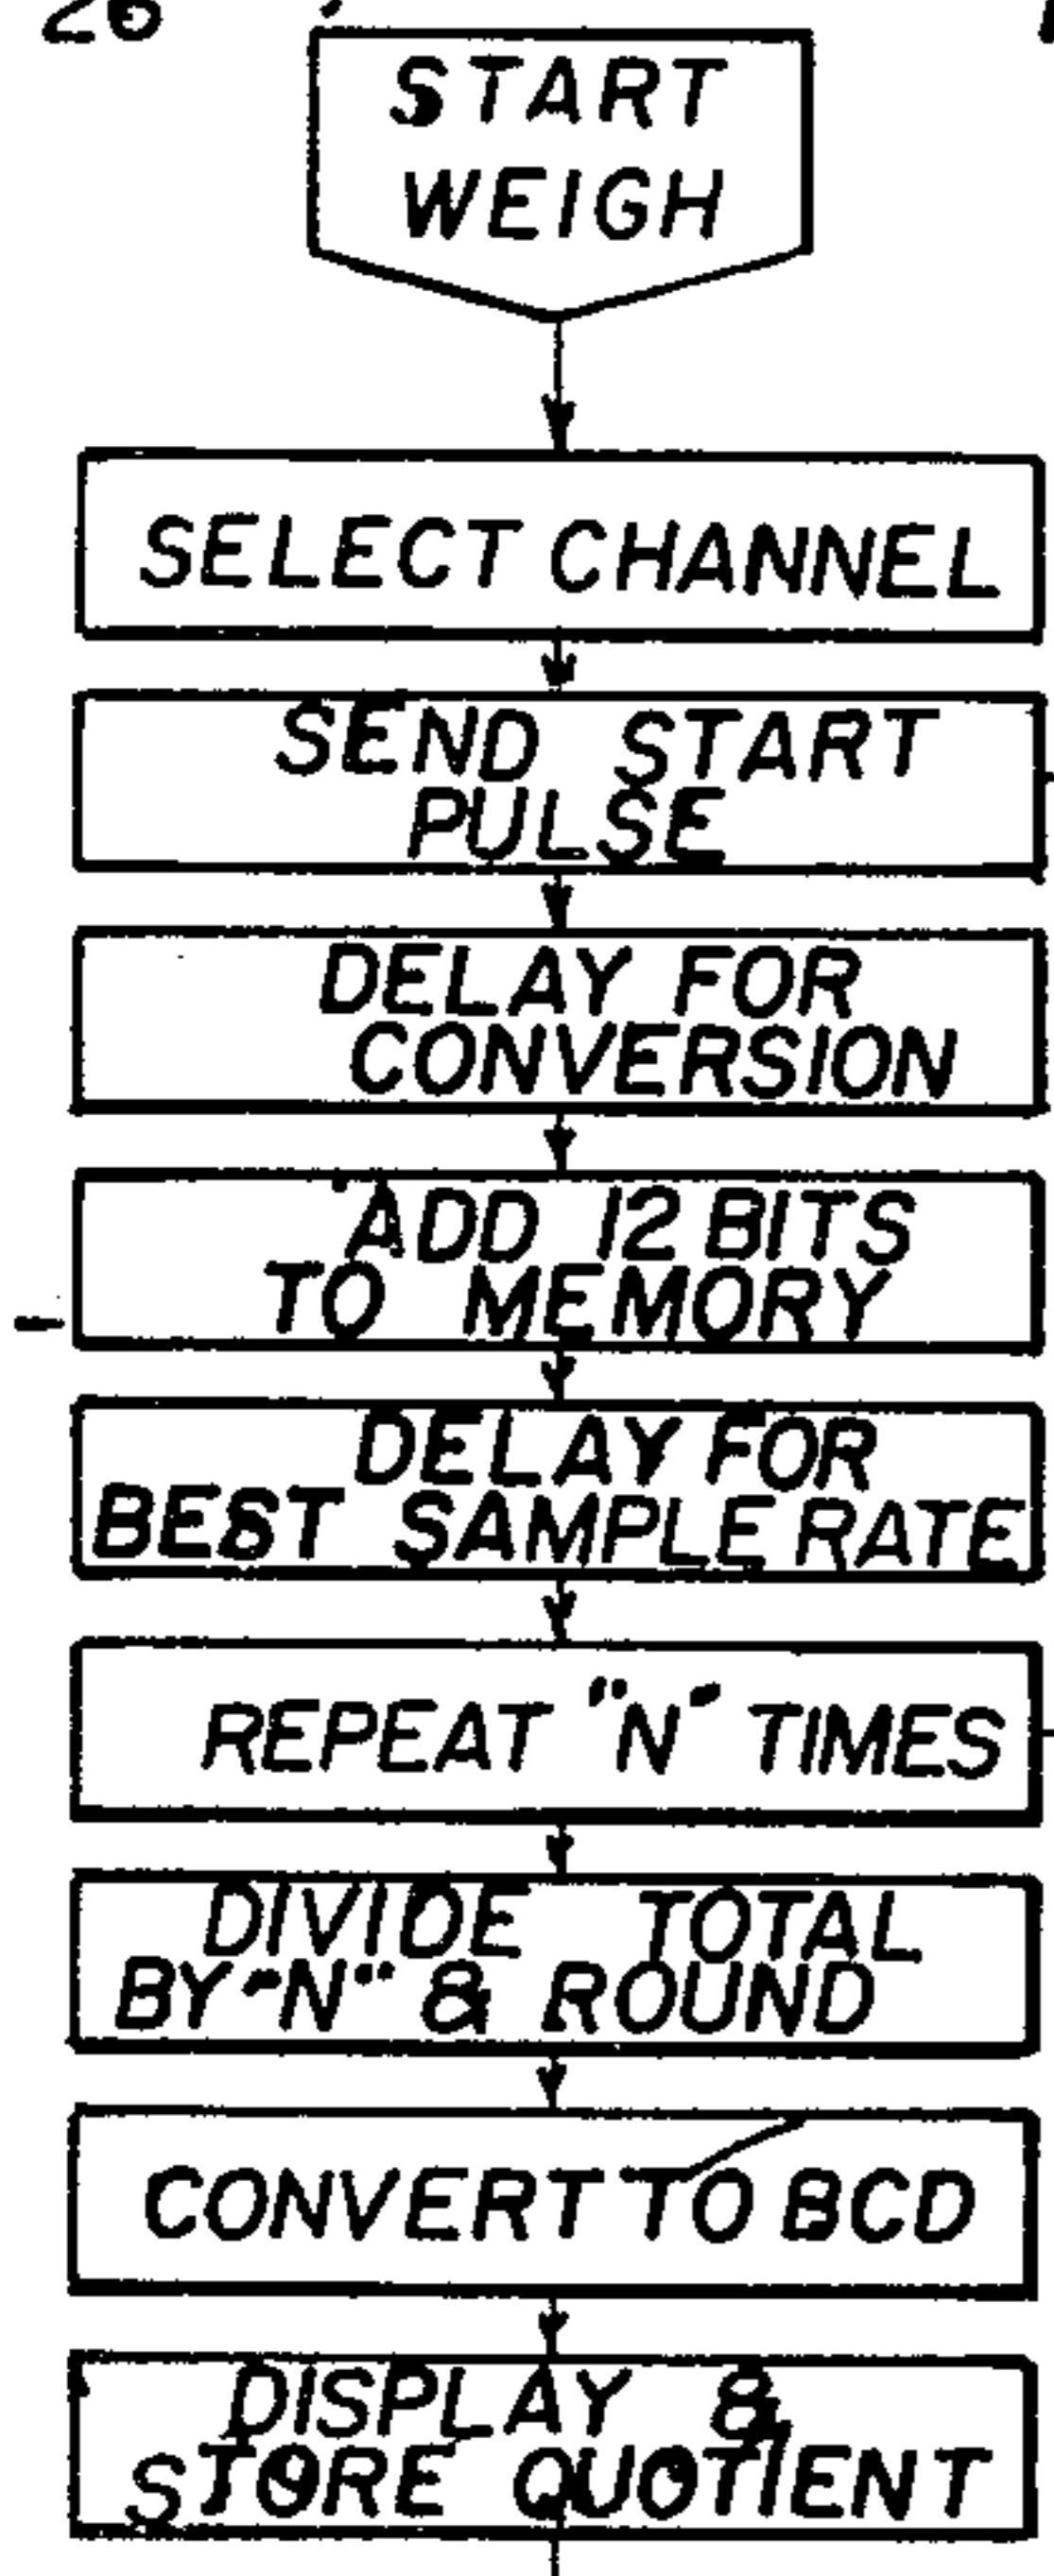 26
START
WEIGH
SELECT CHANNEL
SEND START
PULSE
DELAY FOR
CONVERSION
ADD 12 BITS
TO MEMORY
DELAY FOR
BEST SAMPLE RATE
REPEAT "N" TIMES
DIVIDE TOTAL
BY "N" & ROUND
CONVERT TO BCD
DISPLAY &
STORE QUOTIENT